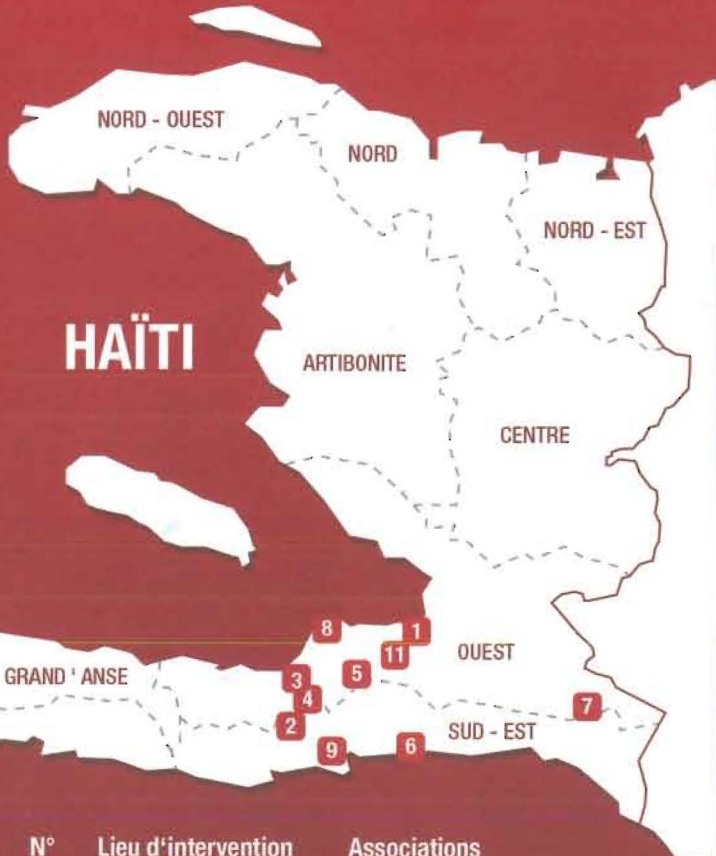 NORD - OUEST
NORD
NORD - EST
HAÏTI
ARTIBONITE
CENTRE
8
1
11
OUEST
GRAND ' ANSE
3
5
4
7
2
SUD - EST
9
6
N° Lieu d'intervention Associations